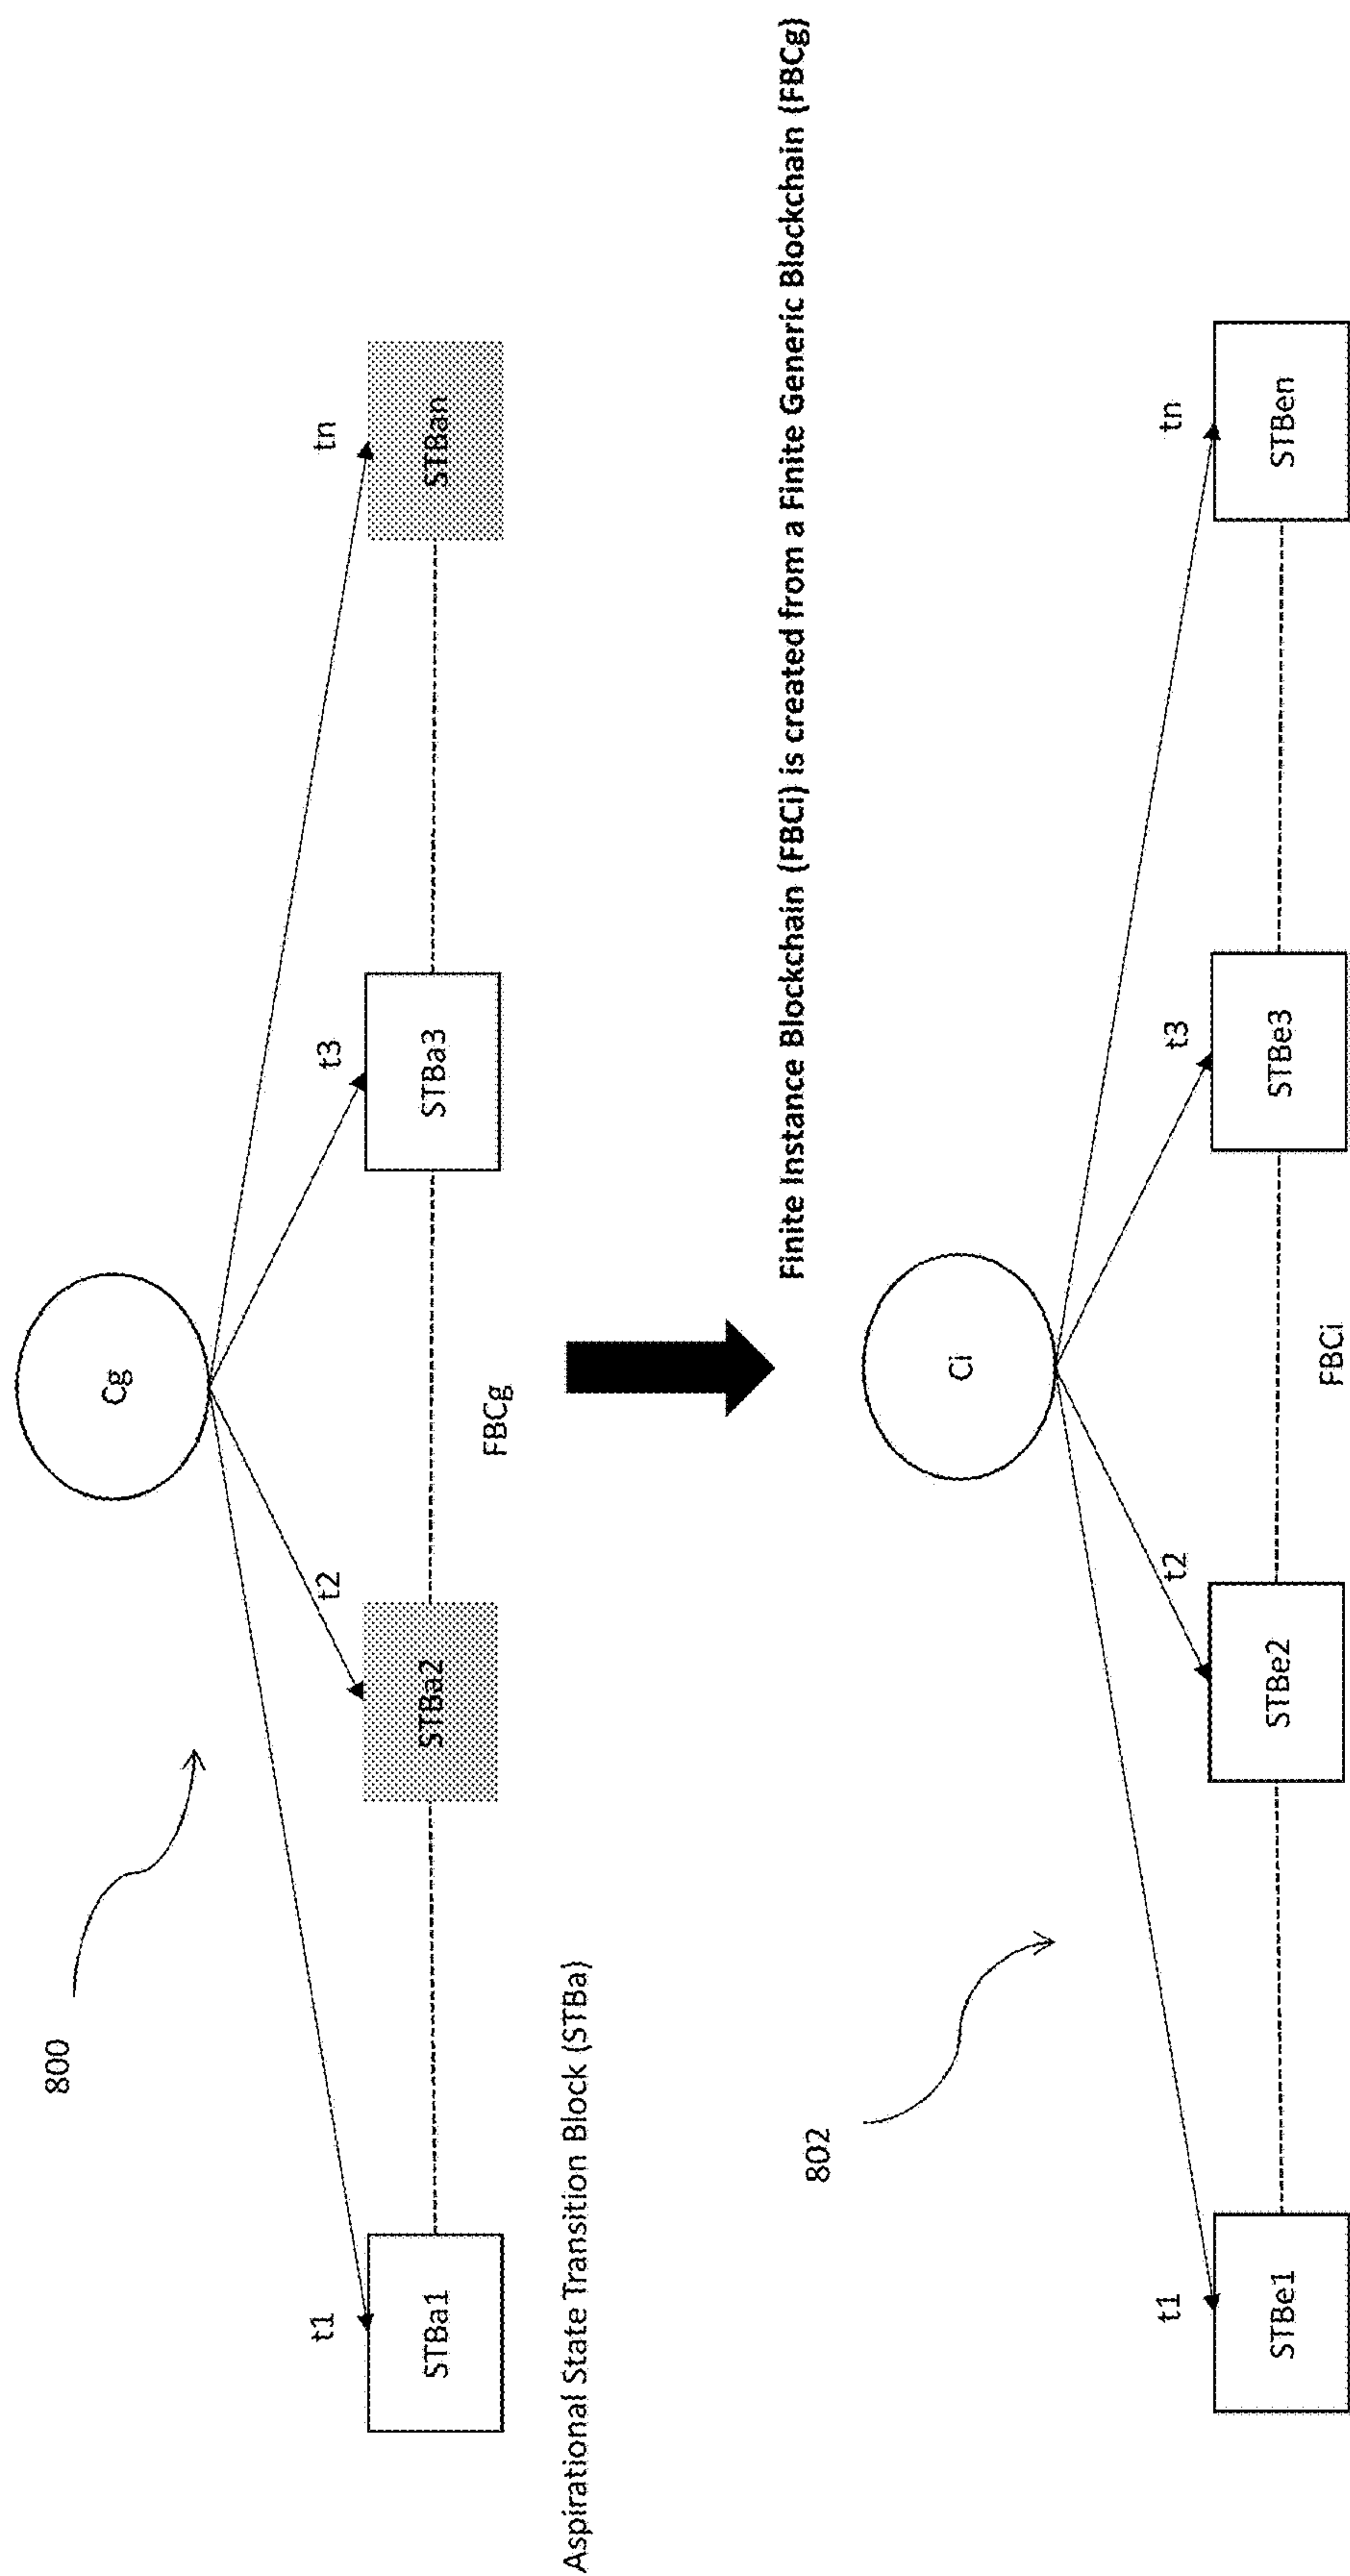 800
Cg
t1
t2
t3
tn
STBa1
STBa2
STBa3
STBan
FBCg
Aspirational State Transition Block (STBa)
Finite Instance Blockchain (FBCi) is created from a Finite Generic Blockchain (FBCg)
802
Ci
t1
t2
t3
tn
STBe1
STBe2
STBe3
STBen
FBCi